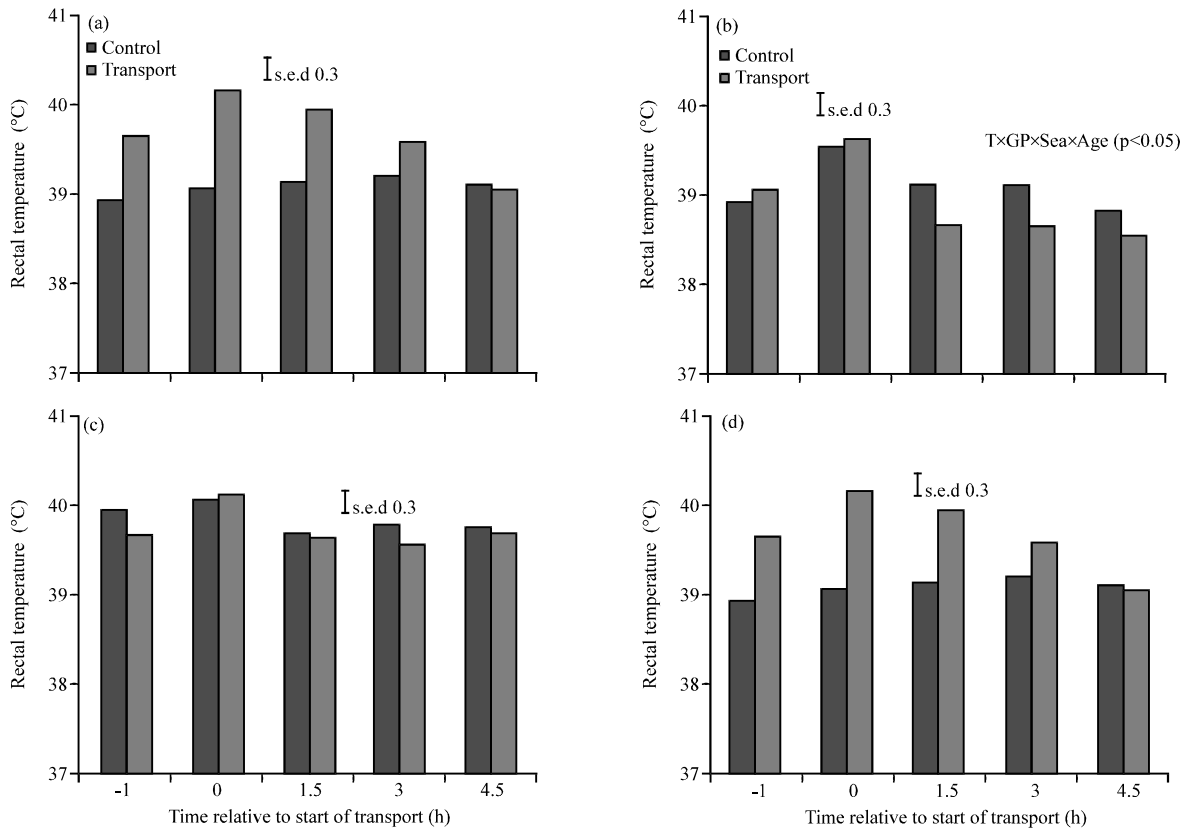 (a)
Control
Transport
s.e.d 0.3
41
40
39
38
37
Rectal temperature (°C)
(b)
Control
Transport
s.e.d 0.3
T×GP×Sea×Age (p<0.05)
41
40
39
38
37
Rectal temperature (°C)
(c)
s.e.d 0.3
41
40
39
38
37
Rectal temperature (°C)
-1 0 1.5 3 4.5
Time relative to start of transport (h)
(d)
s.e.d 0.3
41
40
39
38
37
Rectal temperature (°C)
-1 0 1.5 3 4.5
Time relative to start of transport (h)